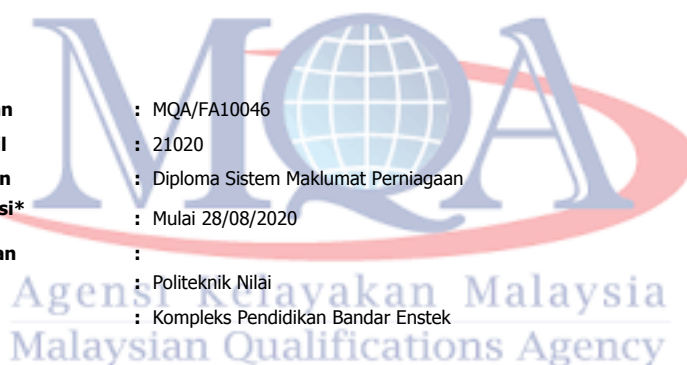 MQA
an : MQA/FA10046
l : 21020
n : Diploma Sistem Maklumat Perniagaan
si* : Mulai 28/08/2020
an :
: Politeknik Nilai
: Kompleks Pendidikan Bandar Enstek
Agensi Kelayakan Malaysia
Malaysian Qualifications Agency